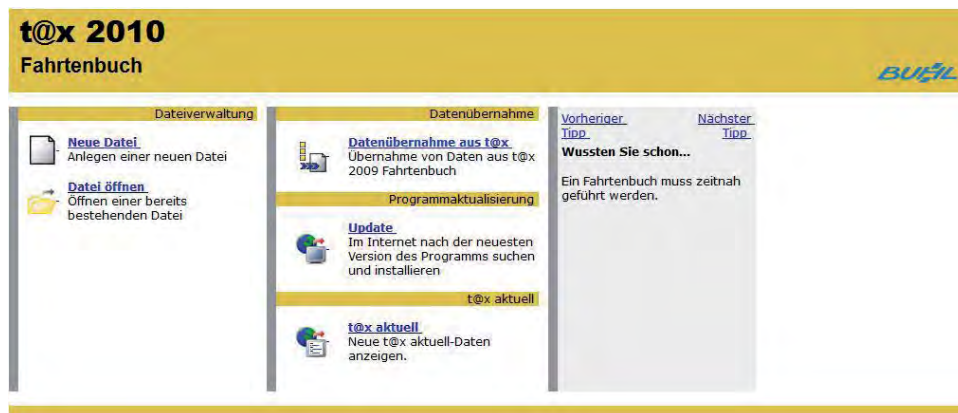 t@x 2010
Fahrtenbuch
BUHL
Dateiverwaltung
Neue Datei
Anlegen einer neuen Datei
Datei öffnen
Öffnen einer bereits
bestehenden Datei
Datenübernahme
Datenübernahme aus t@x
Übernahme von Daten aus t@x
2009 Fahrtenbuch
Programmaktualisierung
Update
Im Internet nach der neuesten
Version des Programms suchen
und installieren
t@x aktuell
t@x aktuell
Neue t@x aktuell-Daten
anzeigen.
Vorheriger Nächster
Tipp Tipp
Wussten Sie schon...
Ein Fahrtenbuch muss zeitnah
geführt werden.